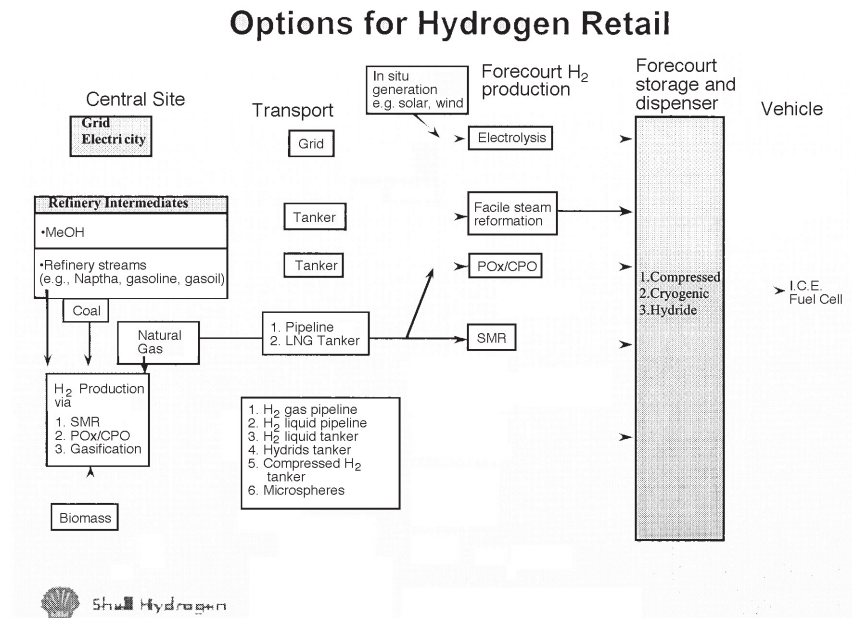 Options for Hydrogen Retail
Central Site
Grid
Electricity
Refinery Intermediates
•MeOH
•Refinery streams
(e.g., Naptha, gasoline, gasoil)
Coal
Natural
Gas
H2 Production
via
1. SMR
2. POx/CPO
3. Gasification
Biomass
Transport
Grid
Tanker
Tanker
1. Pipeline
2. LNG Tanker
1. H2 gas pipeline
2. H2 liquid pipeline
3. H2 liquid tanker
4. Hydrids tanker
5. Compressed H2
tanker
6. Microspheres
In situ
generation
e.g. solar, wind
Forecourt H2
production
Electrolysis
Facile steam
reformation
POx/CPO
SMR
Forecourt
storage and
dispenser
1.Compressed
2.Cryogenic
3.Hydride
Vehicle
I.C.E.
Fuel Cell
Shell Hydrogen